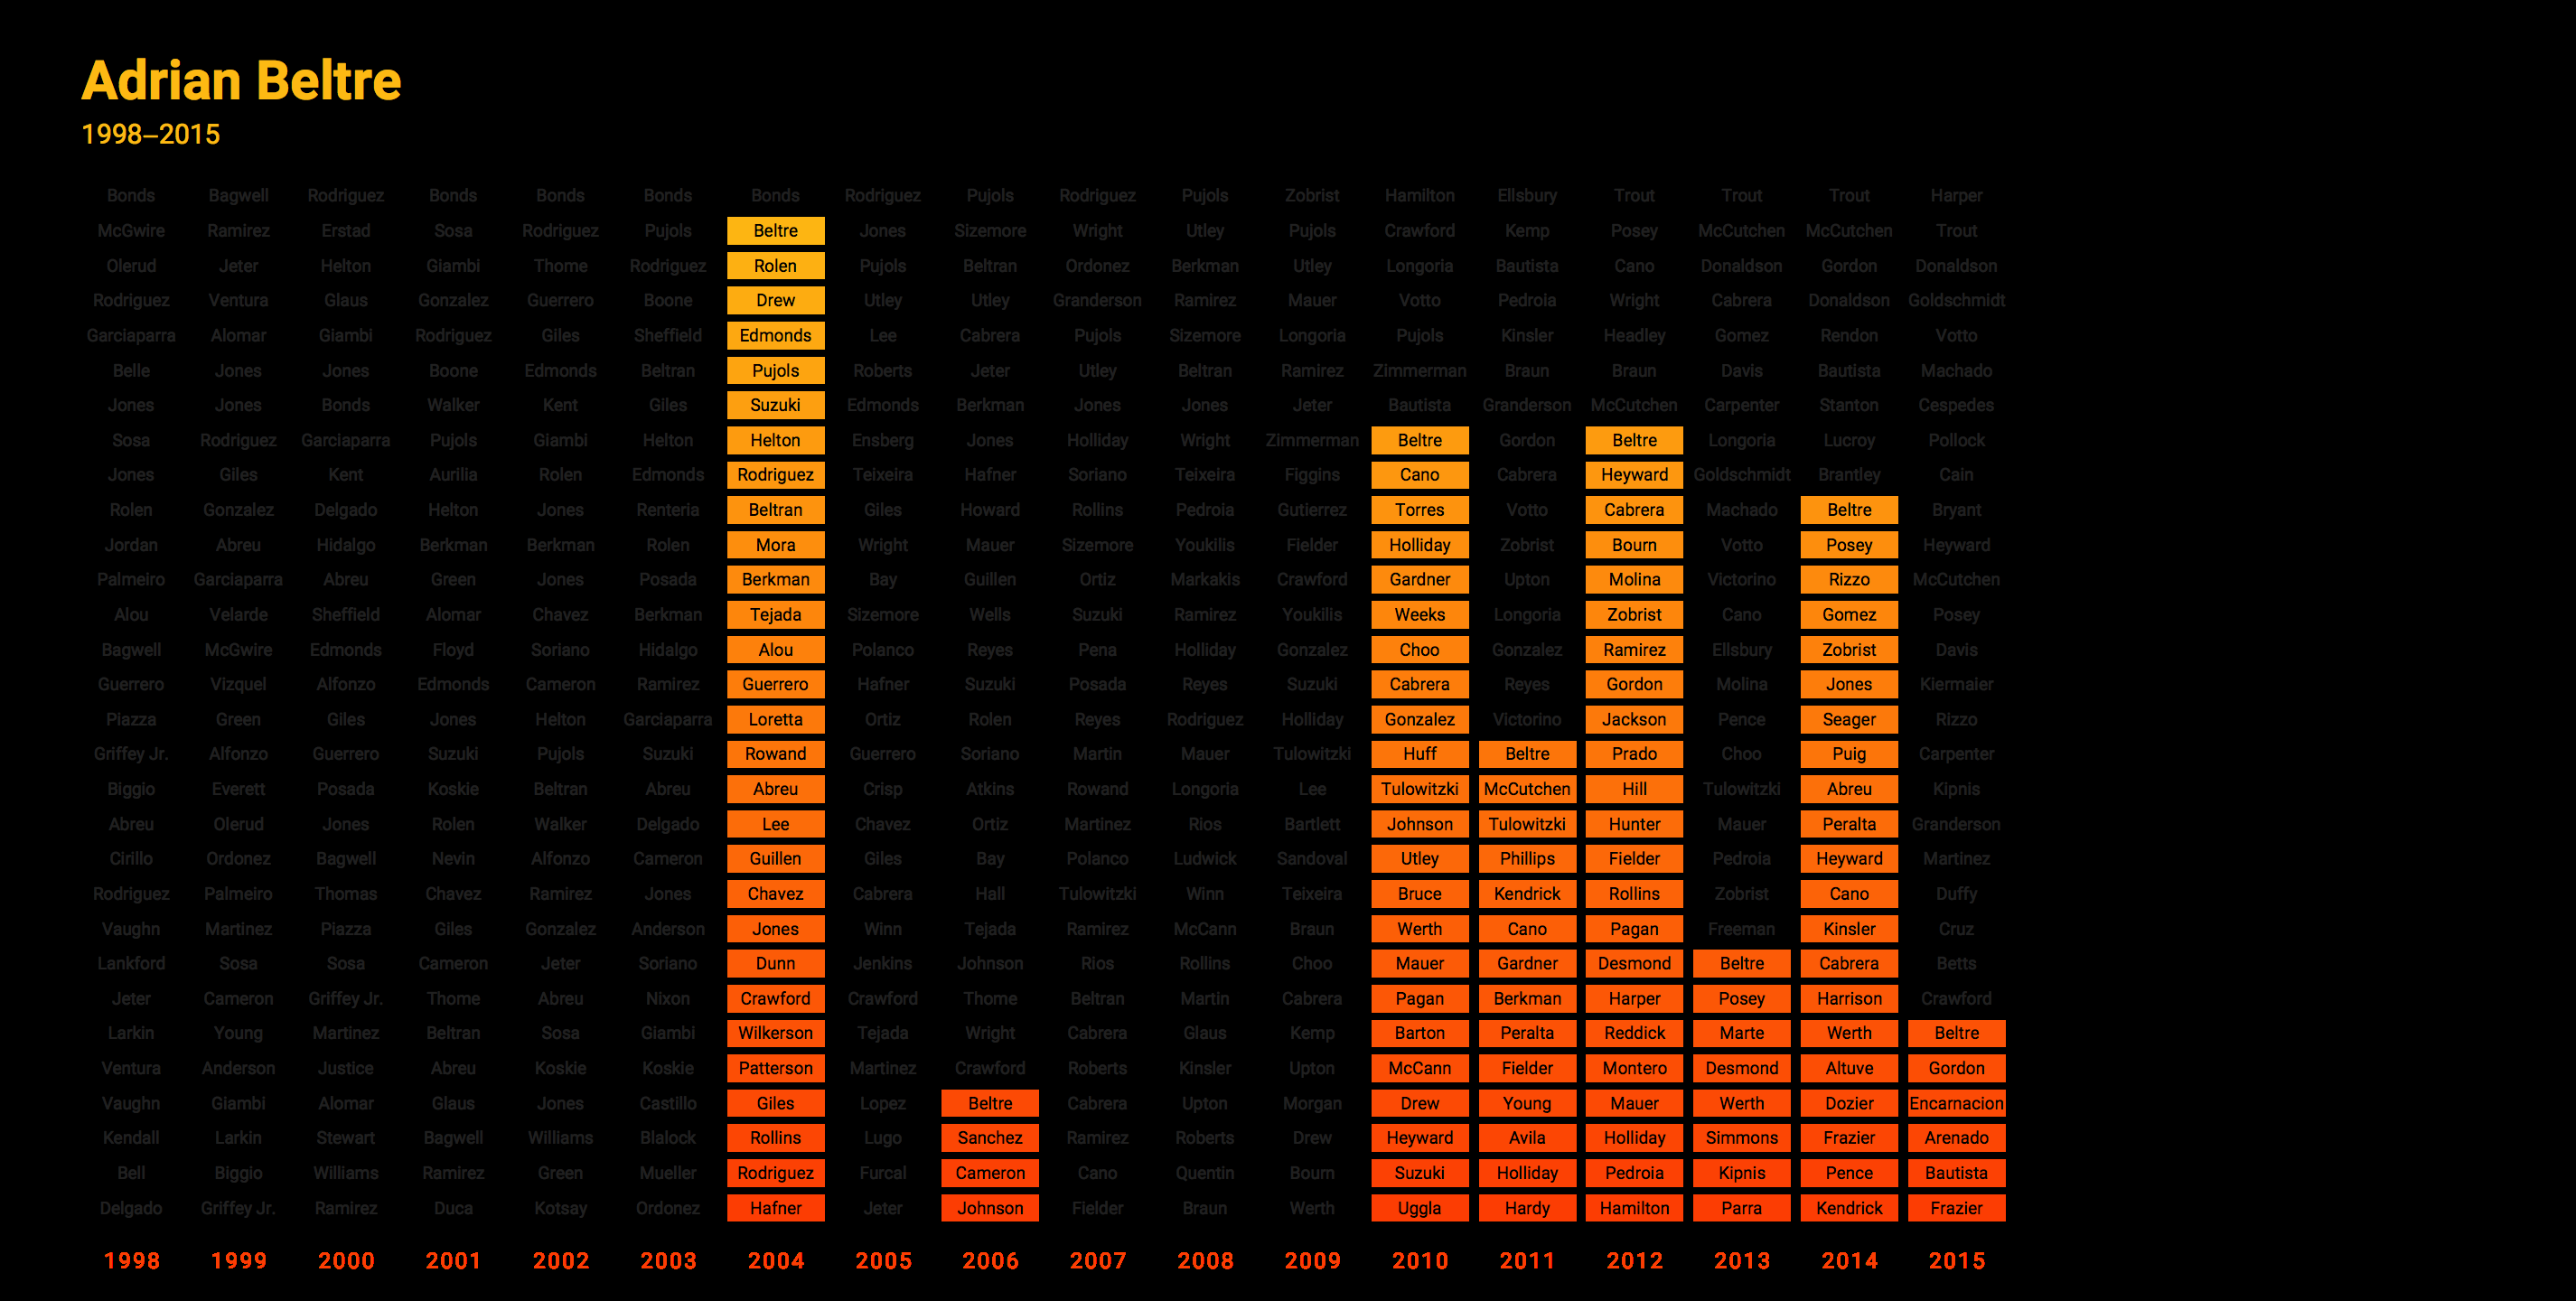 Adrian Beltre
1998–2015
Bonds Bagwell Rodriguez Bonds Bonds Bonds Bonds Rodriguez Pujols Rodriguez Pujols Zobrist Hamilton Ellsbury Trout Trout Trout Harper
McGwire Ramirez Erstad Sosa Rodriguez Pujols Beltre Jones Sizemore Wright Utley Pujols Crawford Kemp Posey McCutchen McCutchen Trout
Olerud Jeter Helton Giambi Thome Rodriguez Rolen Pujols Beltran Ordonez Berkman Utley Longoria Bautista Cano Donaldson Gordon Donaldson
Rodriguez Ventura Glaus Gonzalez Guerrero Boone Drew Utley Utley Granderson Ramirez Mauer Votto Pedroia Wright Cabrera Donaldson Goldschmidt
Garciaparra Alomar Giambi Rodriguez Giles Sheffield Edmonds Lee Cabrera Pujols Sizemore Longoria Pujols Kinsler Headley Gomez Rendon Votto
Belle Jones Jones Boone Edmonds Beltran Pujols Roberts Jeter Utley Beltran Ramirez Zimmerman Braun Braun Davis Bautista Machado
Jones Jones Bonds Walker Kent Giles Suzuki Edmonds Berkman Jones Jones Jeter Bautista Granderson McCutchen Carpenter Stanton Cespedes
Sosa Rodriguez Garciaparra Pujols Giambi Helton Helton Ensberg Jones Holliday Wright Zimmerman Beltre Gordon Beltre Longoria Lucroy Pollock
Jones Giles Kent Aurilia Rolen Edmonds Rodriguez Teixeira Hafner Soriano Teixeira Figgins Cano Cabrera Heyward Goldschmidt Brantley Cain
Rolen Gonzalez Delgado Helton Jones Renteria Beltran Giles Howard Rollins Pedroia Gutierrez Torres Votto Cabrera Machado Beltre Bryant
Jordan Abreu Hidalgo Berkman Berkman Rolen Mora Wright Mauer Sizemore Youkilis Fielder Holliday Zobrist Bourn Votto Posey Heyward
Palmeiro Garciaparra Abreu Green Jones Posada Berkman Bay Guillen Ortiz Markakis Crawford Gardner Upton Molina Victorino Rizzo McCutchen
Alou Velarde Sheffield Alomar Chavez Berkman Tejada Sizemore Wells Suzuki Ramirez Youkilis Weeks Longoria Zobrist Cano Gomez Posey
Bagwell McGwire Edmonds Floyd Soriano Hidalgo Alou Polanco Reyes Pena Holliday Gonzalez Choo Gonzalez Ramirez Ellsbury Zobrist Davis
Guerrero Vizquel Alfonzo Edmonds Cameron Ramirez Guerrero Hafner Suzuki Posada Reyes Suzuki Cabrera Reyes Gordon Molina Jones Kiermaier
Piazza Green Giles Jones Helton Garciaparra Loretta Ortiz Rolen Reyes Rodriguez Holliday Gonzalez Victorino Jackson Pence Seager Rizzo
Griffey Jr. Alfonzo Guerrero Suzuki Pujols Suzuki Rowand Guerrero Soriano Martin Mauer Tulowitzki Huff Beltre Prado Choo Puig Carpenter
Biggio Everett Posada Koskie Beltran Abreu Abreu Crisp Atkins Rowand Longoria Lee Tulowitzki McCutchen Hill Tulowitzki Abreu Kipnis
Abreu Olerud Jones Rolen Walker Delgado Lee Chavez Ortiz Martinez Rios Bartlett Johnson Tulowitzki Hunter Mauer Peralta Granderson
Cirillo Ordonez Bagwell Nevin Alfonzo Cameron Guillen Giles Bay Polanco Ludwick Sandoval Utley Phillips Fielder Pedroia Heyward Martinez
Rodriguez Palmeiro Thomas Chavez Ramirez Jones Chavez Cabrera Hall Tulowitzki Winn Teixeira Bruce Kendrick Rollins Zobrist Cano Duffy
Vaughn Martinez Piazza Giles Gonzalez Anderson Jones Winn Tejada Ramirez McCann Braun Werth Cano Pagan Freeman Kinsler Cruz
Lankford Sosa Sosa Cameron Jeter Soriano Dunn Jenkins Johnson Rios Rollins Choo Mauer Gardner Desmond Beltre Cabrera Betts
Jeter Cameron Griffey Jr. Thome Abreu Nixon Crawford Crawford Thome Beltran Martin Cabrera Pagan Berkman Harper Posey Harrison Crawford
Larkin Young Martinez Beltran Sosa Giambi Wilkerson Tejada Wright Cabrera Glaus Kemp Barton Peralta Reddick Marte Werth Beltre
Ventura Anderson Justice Abreu Koskie Koskie Patterson Martinez Crawford Roberts Kinsler Upton McCann Fielder Montero Desmond Altuve Gordon
Vaughn Giambi Alomar Glaus Jones Castillo Giles Lopez Beltre Cabrera Upton Morgan Drew Young Mauer Werth Dozier Encarnacion
Kendall Larkin Stewart Bagwell Williams Blalock Rollins Lugo Sanchez Ramirez Roberts Drew Heyward Avila Holliday Simmons Frazier Arenado
Bell Biggio Williams Ramirez Green Mueller Rodriguez Furcal Cameron Cano Quentin Bourn Suzuki Holliday Pedroia Kipnis Pence Bautista
Delgado Griffey Jr. Ramirez Duca Kotsay Ordonez Hafner Jeter Johnson Fielder Braun Werth Uggla Hardy Hamilton Parra Kendrick Frazier
1998 1999 2000 2001 2002 2003 2004 2005 2006 2007 2008 2009 2010 2011 2012 2013 2014 2015